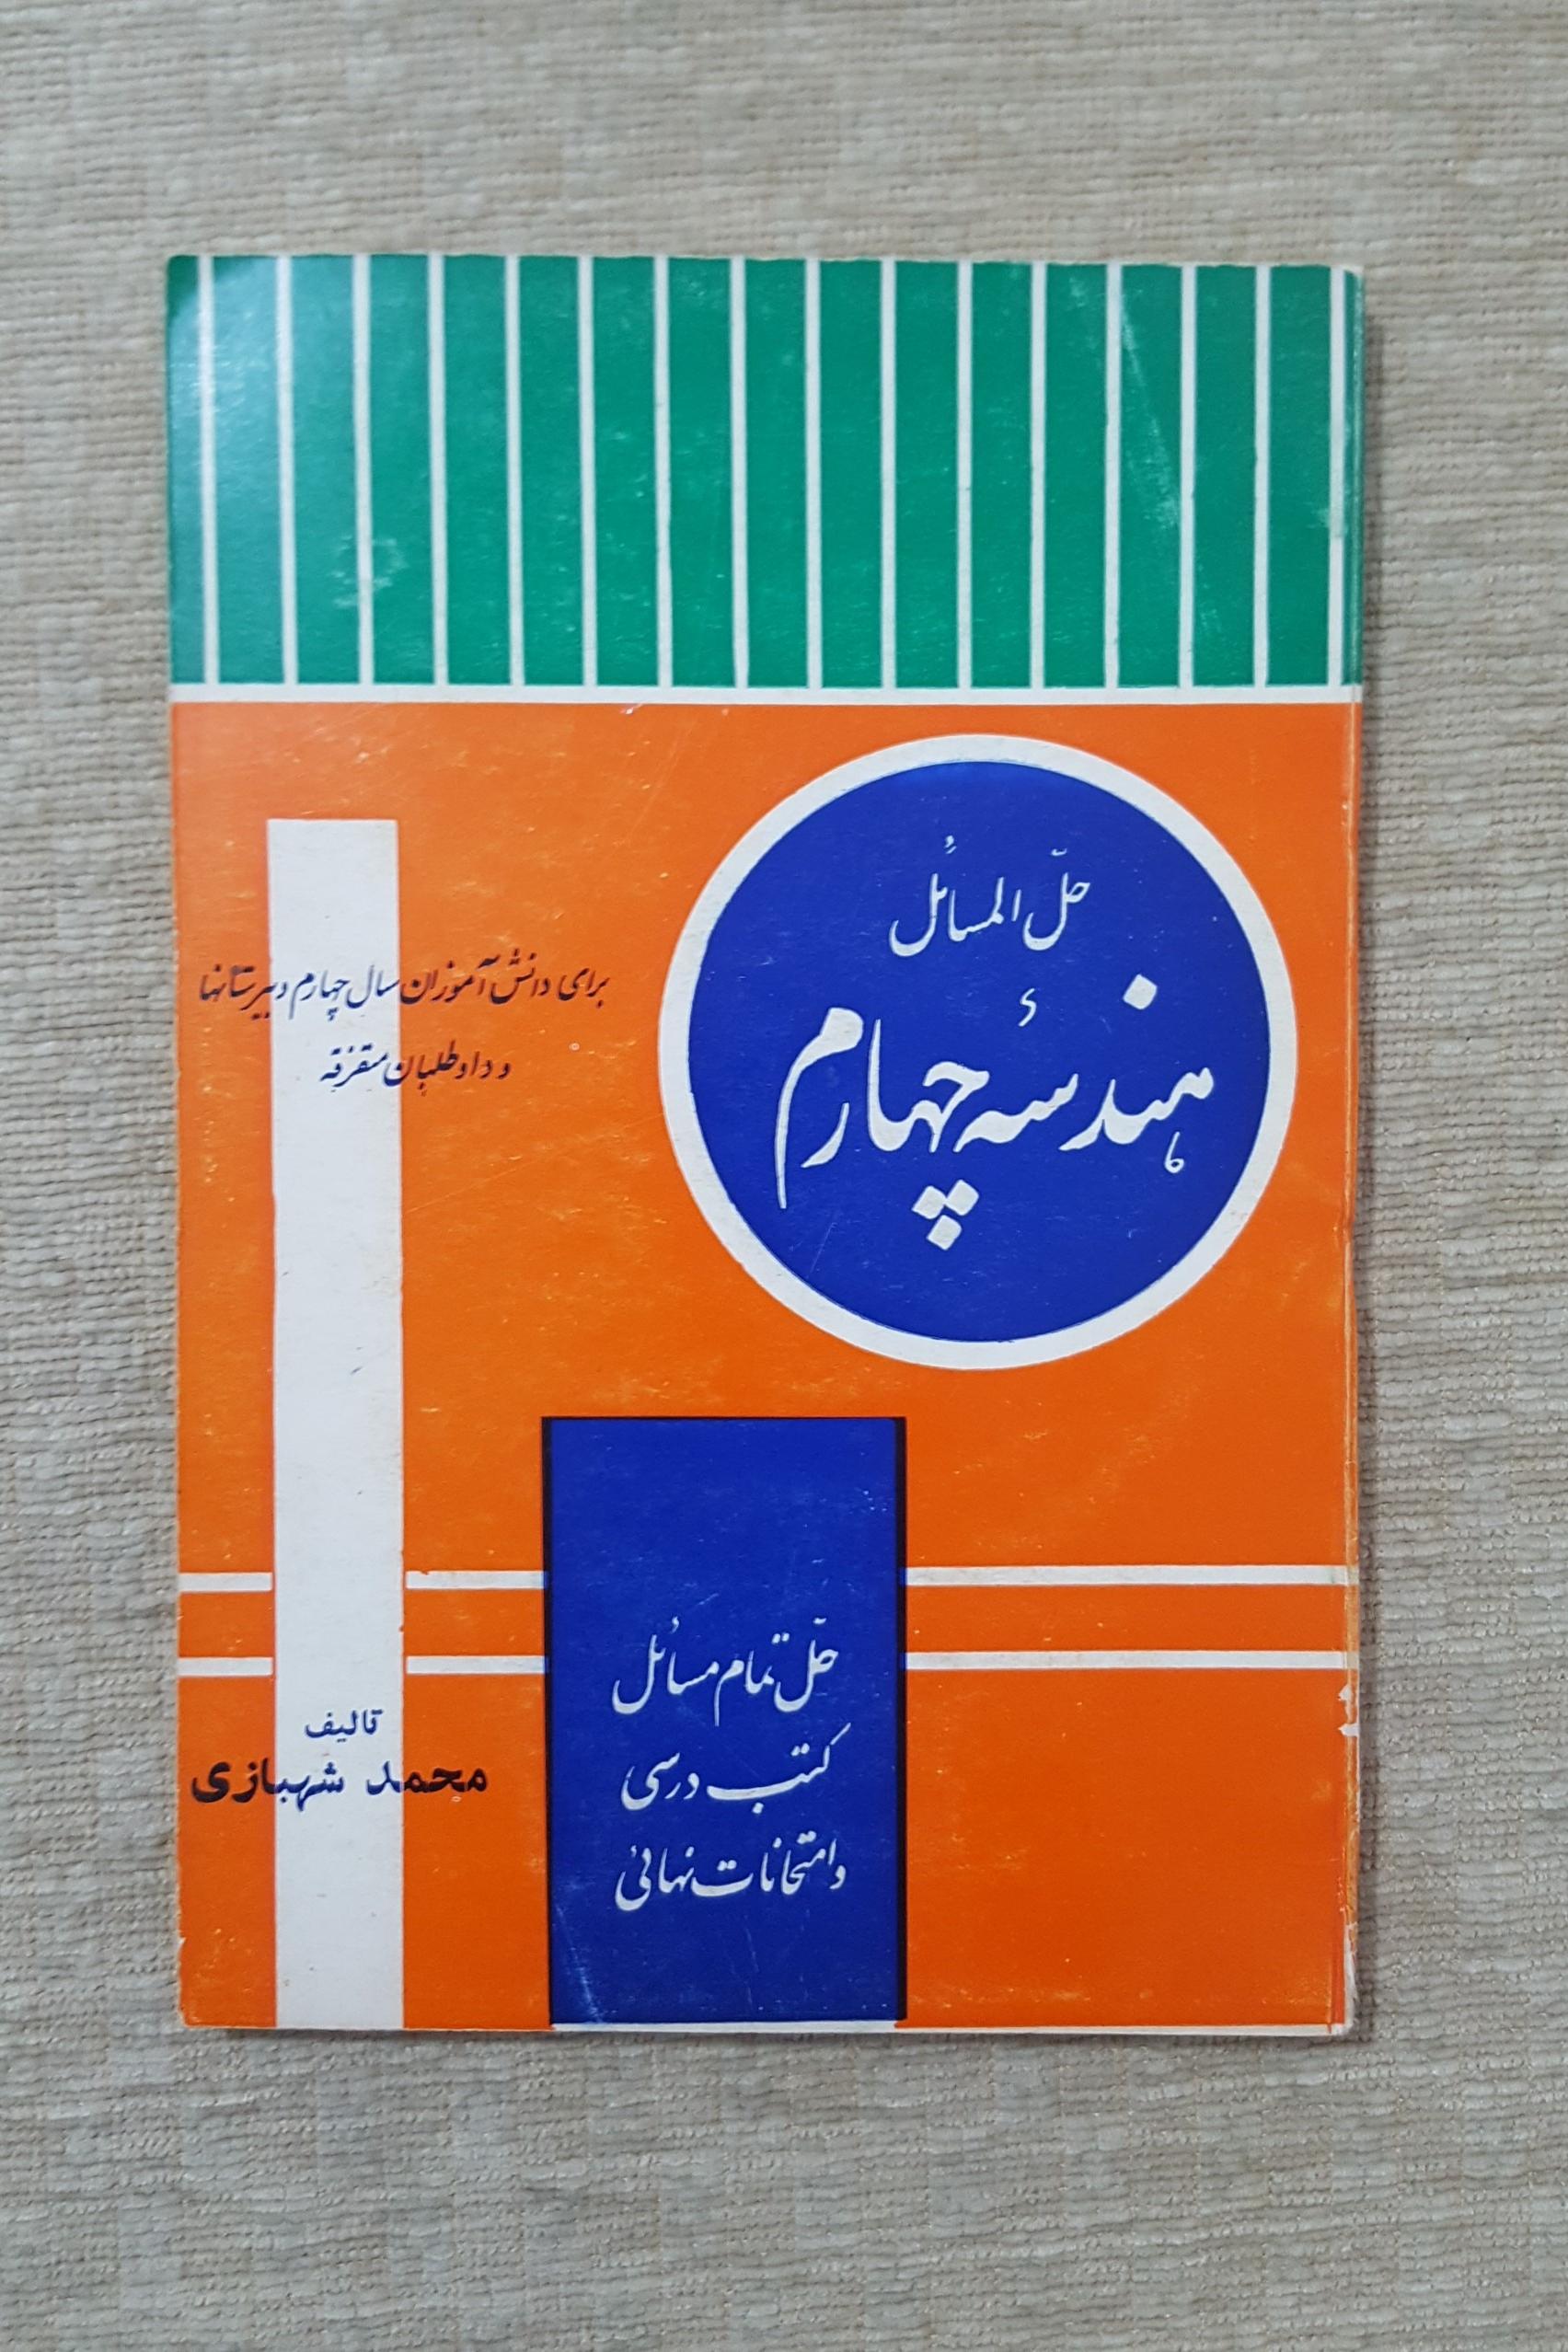 حلّ المسائل
هندسهٔ چهارم
برای دانش آموزان سال چهارم دبیرستانها
و داوطلبان متفرقه
حلّ تمام مسائل
کتب درسی
و امتحانات نهائی
تالیف
محمد شهبازی